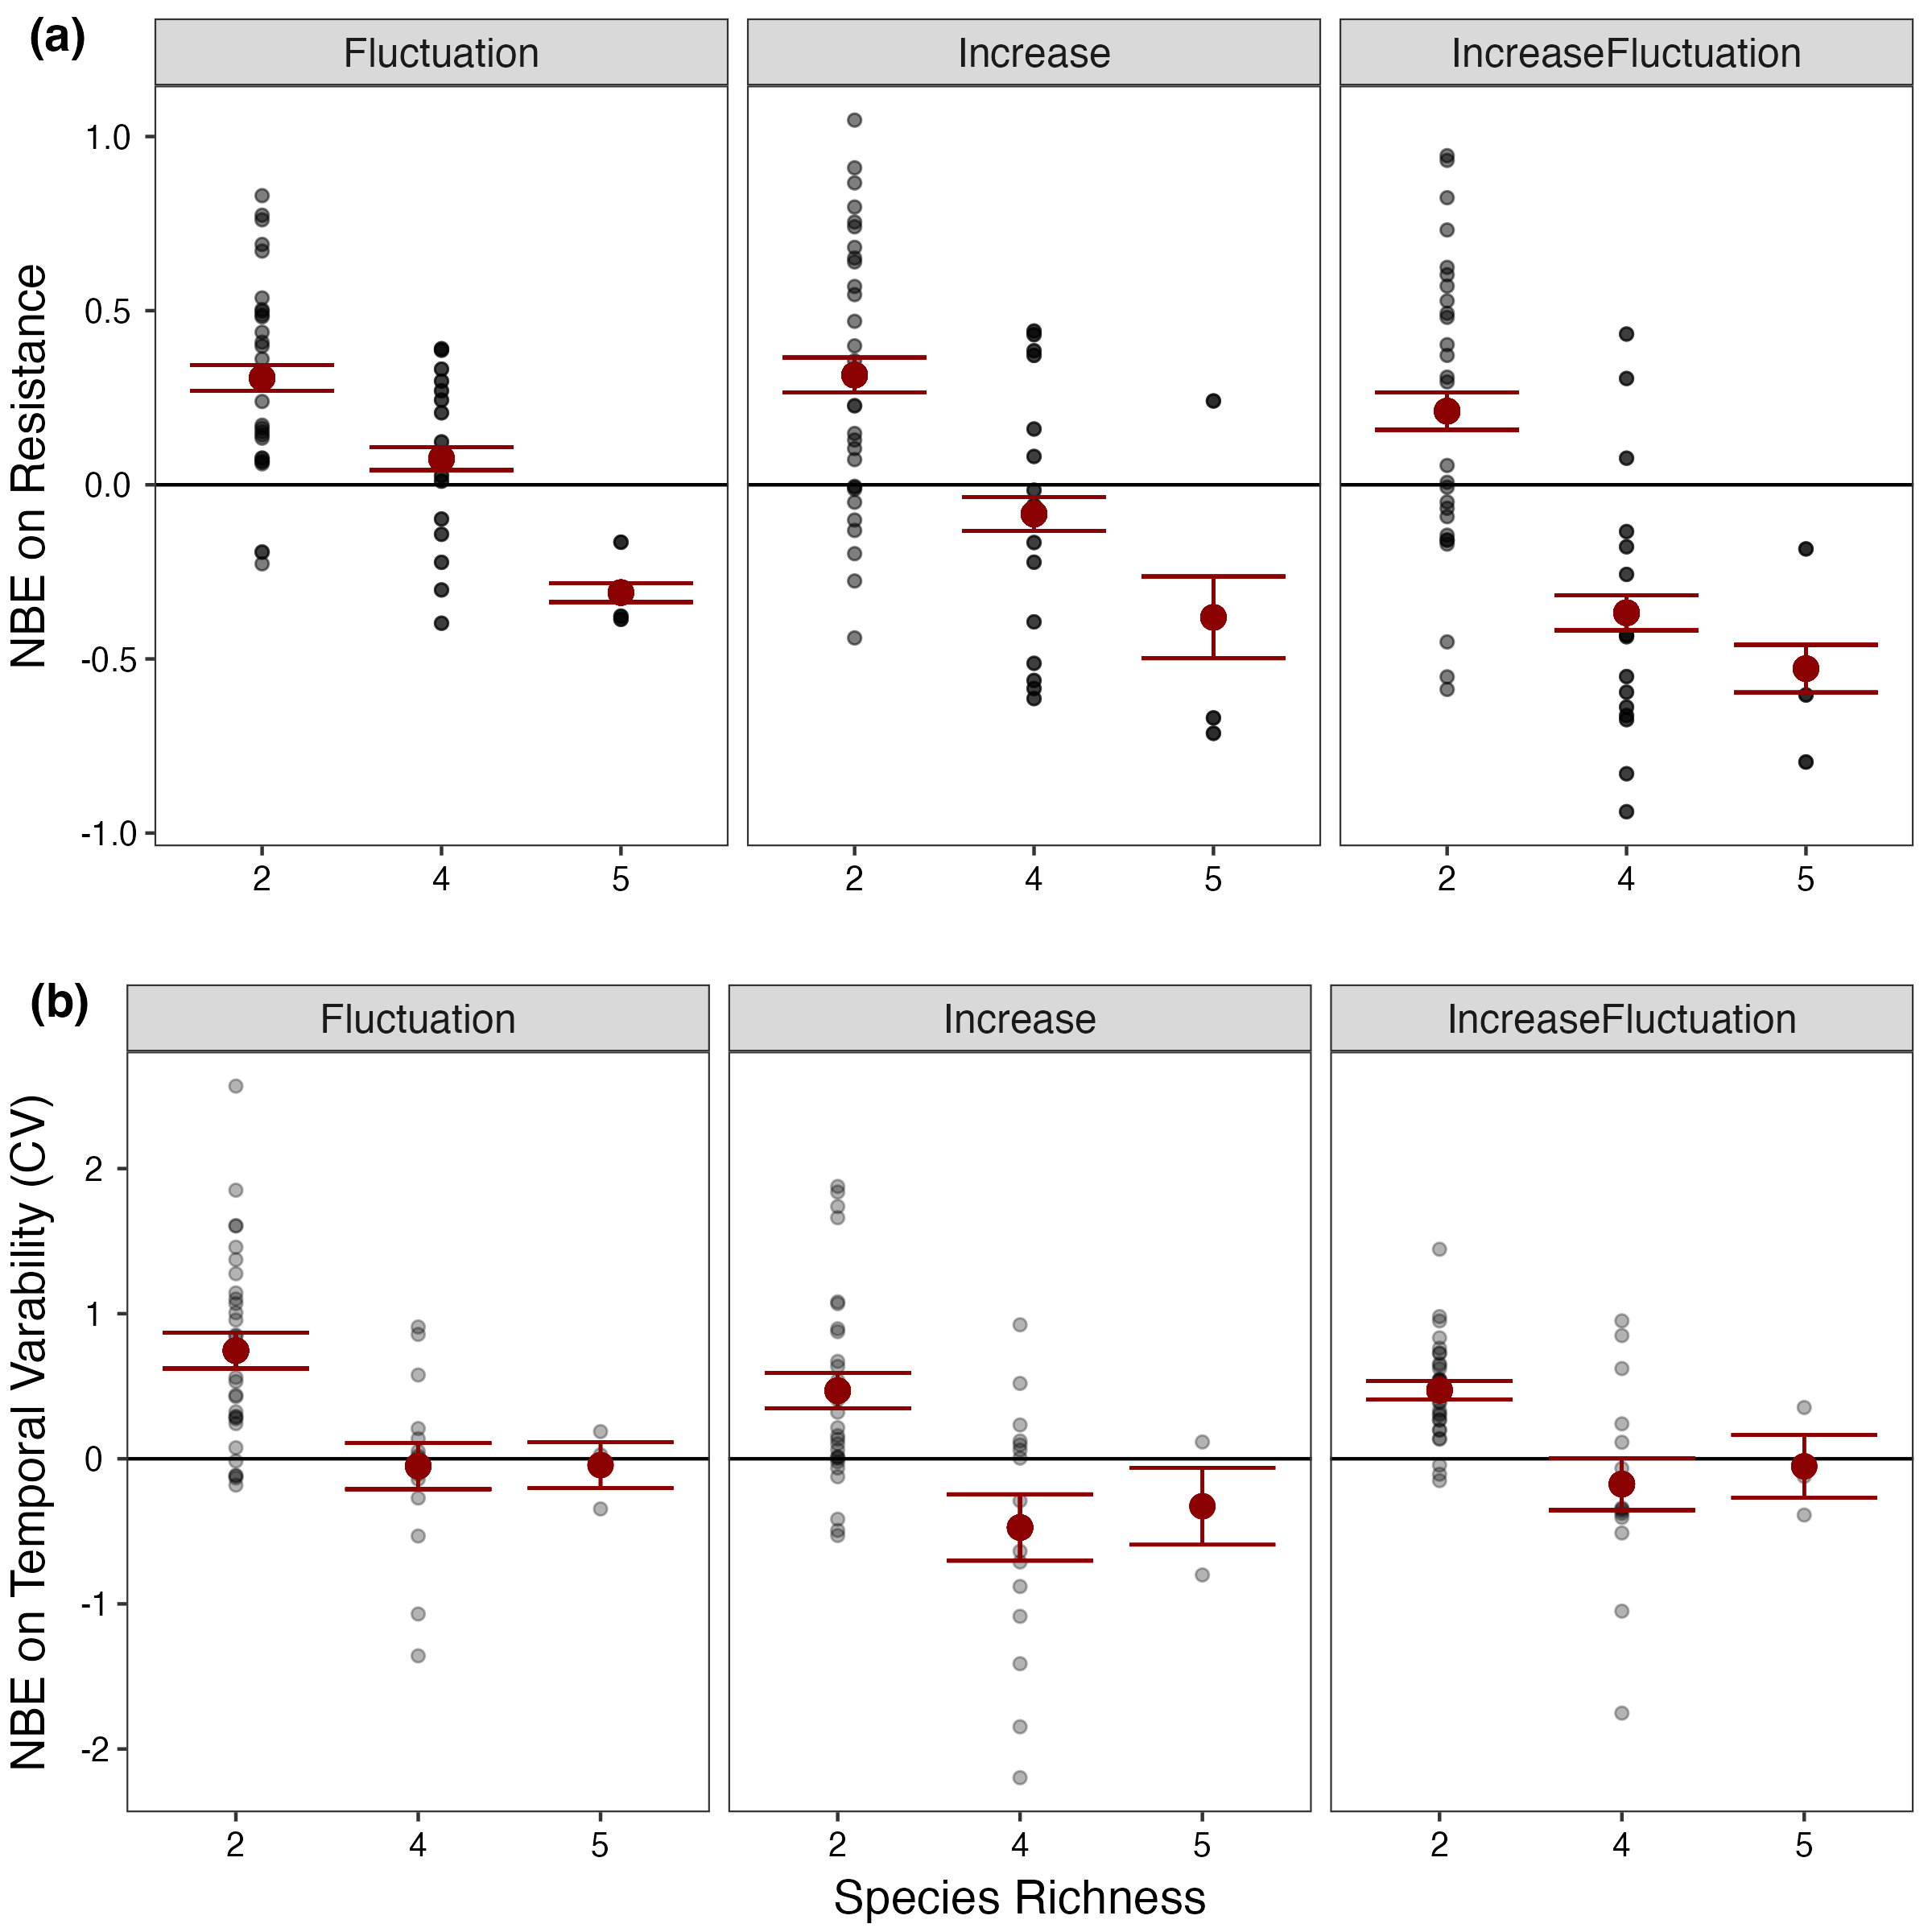 (a)
Fluctuation Increase IncreaseFluctuation
NBE on Resistance
1.0
0.5
0.0
-0.5
-1.0
2 4 5 2 4 5 2 4 5
(b)
Fluctuation Increase IncreaseFluctuation
NBE on Temporal Varability (CV)
2
1
0
-1
-2
2 4 5 2 4 5 2 4 5
Species Richness